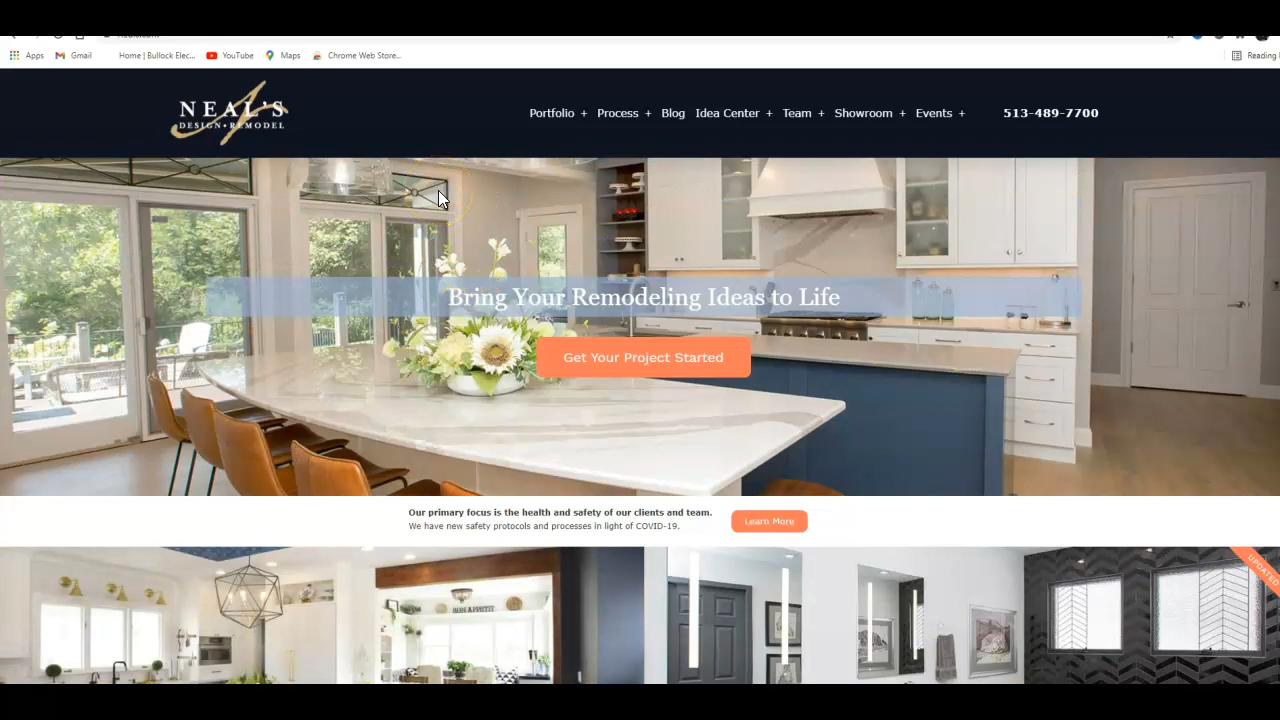 Apps Gmail Home | Bullock Elec... YouTube Maps Chrome Web Store... Reading
NEAL'S
DESIGN • REMODEL
Portfolio + Process + Blog Idea Center + Team + Showroom + Events + 513-489-7700
Bring Your Remodeling Ideas to Life
Get Your Project Started
Our primary focus is the health and safety of our clients and team.
We have new safety protocols and processes in light of COVID-19.
Learn More
UPDATED
BON APPETIT